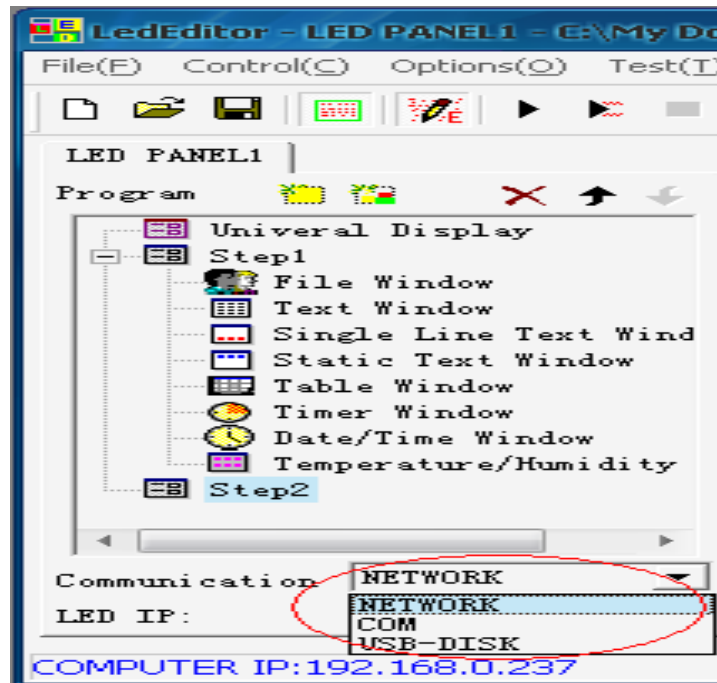 LedEditor - LED PANEL1 - C:\My Do
File(F) Control(C) Options(O) Test(T)
E
LED PANEL1
Program
Univeral Display
Step1
File Window
Text Window
Single Line Text Wind
Static Text Window
Table Window
Timer Window
Date/Time Window
Temperature/Humidity
Step2
Communication NETWORK
NETWORK
LED IP:
COM
USB-DISK
COMPUTER IP:192.168.0.237